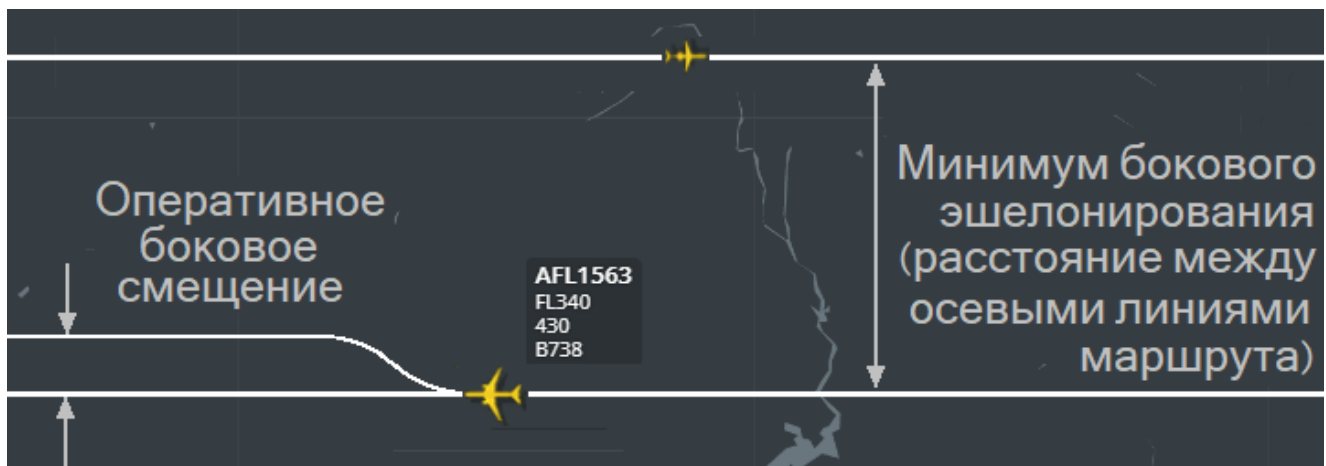 Оперативное
боковое
смещение
AFL1563
FL340
430
B738
Минимум бокового
эшелонирования
(расстояние между
осевыми линиями
маршрута)